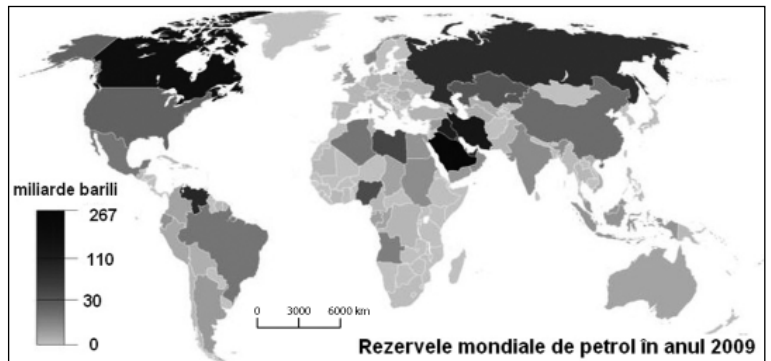 miliarde barili
267
110
30
0
0 3000 6000 km
Rezervele mondiale de petrol în anul 2009